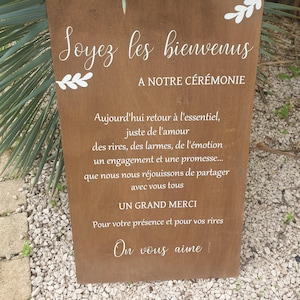 Soyez les bienvenus
A NOTRE CÉRÉMONIE
Aujourd'hui retour à l'essentiel,
juste de l'amour
des rires, des larmes, de l'émotion
un engagement et une promesse...
que nous nous réjouissons de partager
avec vous tous
UN GRAND MERCI
Pour votre présence et pour vos rires
On vous aime